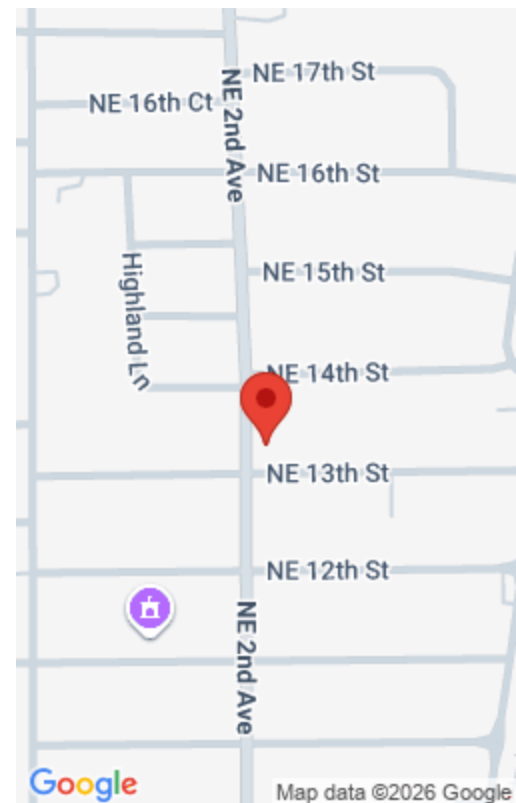 NE 17th St
NE 16th Ct
NE 2nd Ave
NE 16th St
NE 15th St
Highland Ln
NE 14th St
NE 13th St
NE 12th St
NE 2nd Ave
Google
Map data ©2026 Google